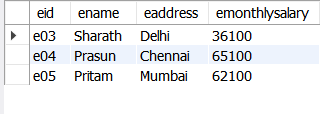 eid ename eaddress emonthlysalary
e03 Sharath Delhi 36100
e04 Prasun Chennai 65100
e05 Pritam Mumbai 62100